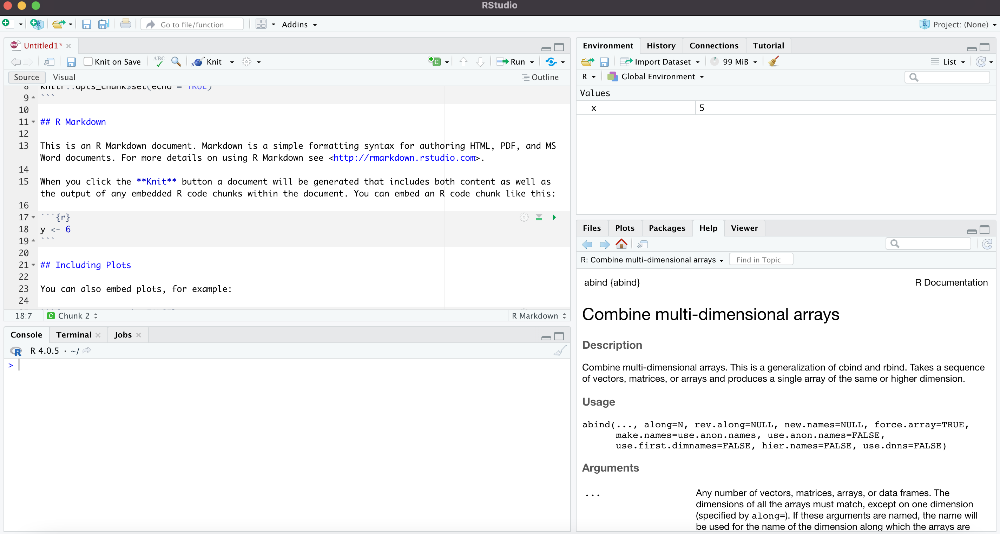 RStudio
Go to file/function
Addins
Project: (None)
Untitled1*
Knit on Save
ABC
Knit
Run
Source
Visual
Outline
8 knitr::opts_chunk$set(echo = TRUE)
9 ```
10
11 ## R Markdown
12
13 This is an R Markdown document. Markdown is a simple formatting syntax for authoring HTML, PDF, and MS
Word documents. For more details on using R Markdown see <http://rmarkdown.rstudio.com>.
14
15 When you click the **Knit** button a document will be generated that includes both content as well as
the output of any embedded R code chunks within the document. You can embed an R code chunk like this:
16
17 ```{r}
18 y <- 6
19 ```
20
21 ## Including Plots
22
23 You can also embed plots, for example:
24
18:7
C Chunk 2
R Markdown
Console
Terminal
Jobs
R 4.0.5 · ~/
>
Environment
History
Connections
Tutorial
Import Dataset
99 MiB
List
R
Global Environment
Values
x 5
Files
Plots
Packages
Help
Viewer
R: Combine multi-dimensional arrays
Find in Topic
abind {abind}
R Documentation
Combine multi-dimensional arrays
Description
Combine multi-dimensional arrays. This is a generalization of cbind and rbind. Takes a sequence
of vectors, matrices, or arrays and produces a single array of the same or higher dimension.
Usage
abind(..., along=N, rev.along=NULL, new.names=NULL, force.array=TRUE,
make.names=use.anon.names, use.anon.names=FALSE,
use.first.dimnames=FALSE, hier.names=FALSE, use.dnns=FALSE)
Arguments
...
Any number of vectors, matrices, arrays, or data frames. The
dimensions of all the arrays must match, except on one dimension
(specified by along=). If these arguments are named, the name will
be used for the name of the dimension along which the arrays are